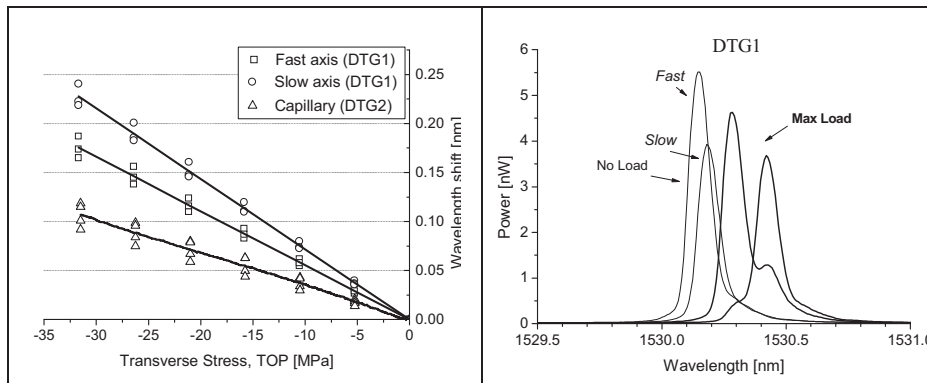 Fast axis (DTG1)
Slow axis (DTG1)
Capillary (DTG2)
0.25
0.20
0.15
0.10
0.05
0.00
Wavelength shift [nm]
-35 -30 -25 -20 -15 -10 -5 0
Transverse Stress, TOP [MPa]
DTG1
6
5
4
3
2
1
0
Power [nW]
Fast
Slow
No Load
Max Load
1529.5 1530.0 1530.5 1531.0
Wavelength [nm]